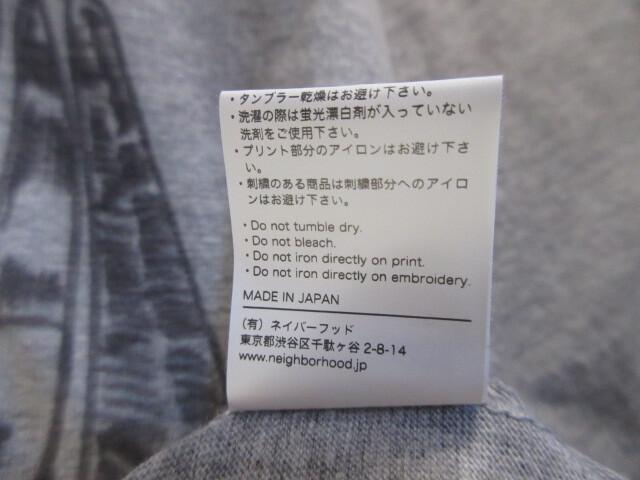 ・タンブラー乾燥はお避け下さい。
・洗濯の際は蛍光漂白剤が入っていない
洗剤をご使用下さい。
・プリント部分のアイロンはお避け下さ
い。
・刺繍のある商品は刺繍部分へのアイロ
ンはお避け下さい。
・Do not tumble dry.
・Do not bleach.
・Do not iron directly on print.
・Do not iron directly on embroidery.
MADE IN JAPAN
（有）ネイバーフッド
東京都渋谷区千駄ヶ谷 2-8-14
www.neighborhood.jp